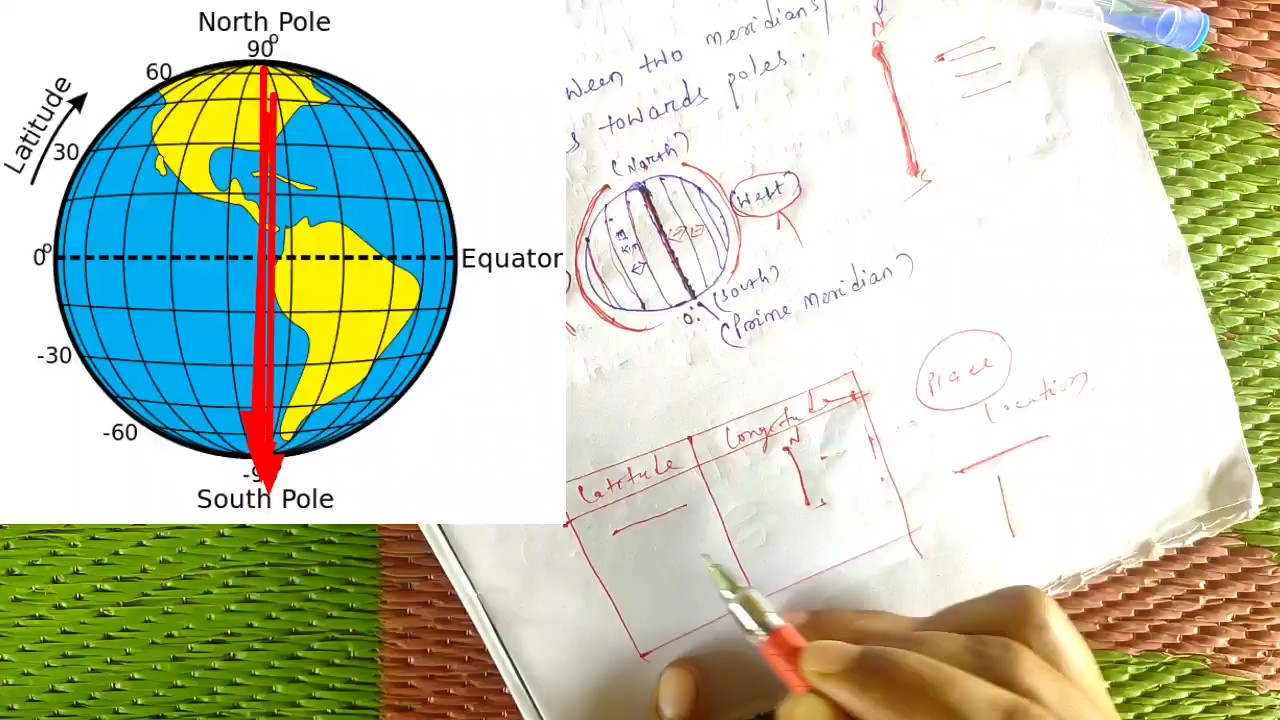 North Pole
90°
60
Latitude
30
0°
Equator
-30
-60
South Pole
ween two meridians
s towards poles.
(North)
(West)
(South)
0°
(Prime Meridian)
N
S
Place
Location
Latitude
Longitude
N
S